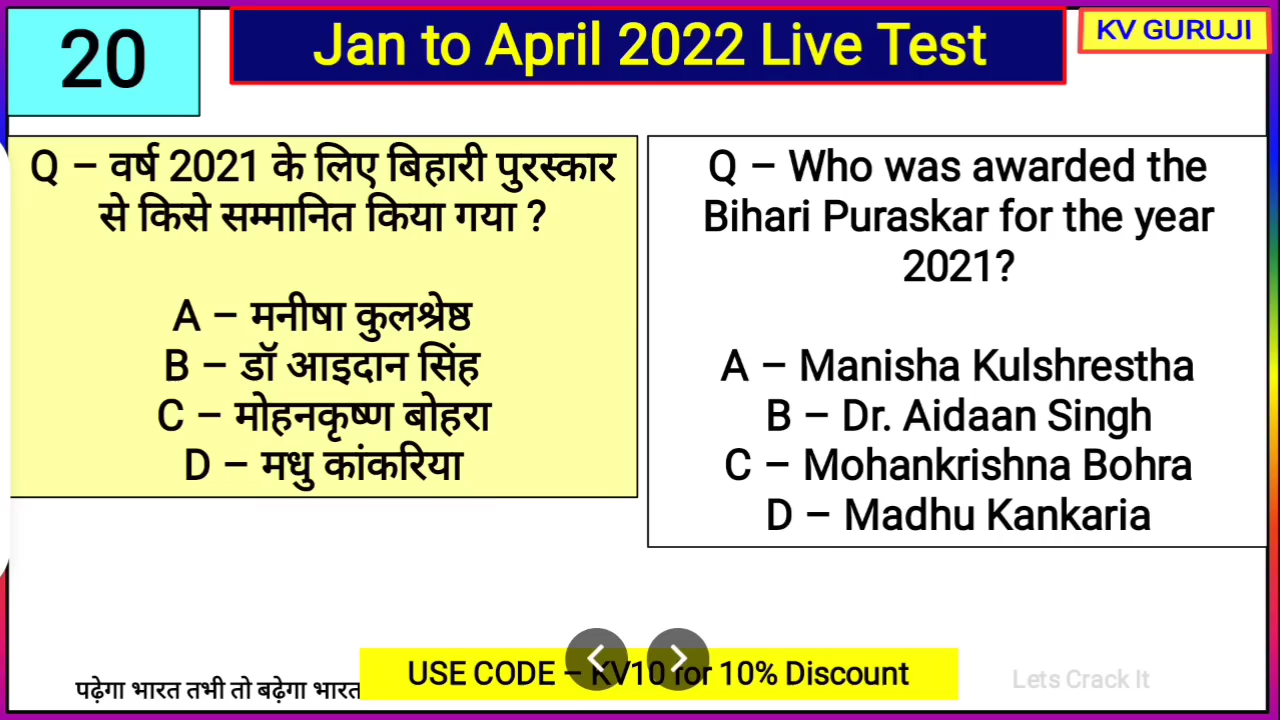 20
Jan to April 2022 Live Test
KV GURUJI
Q – वर्ष 2021 के लिए बिहारी पुरस्कार
से किसे सम्मानित किया गया ?
A – मनीषा कुलश्रेष्ठ
B – डॉ आइदान सिंह
C – मोहनकृष्ण बोहरा
D – मधु कांकरिया
Q – Who was awarded the
Bihari Puraskar for the year
2021?
A – Manisha Kulshrestha
B – Dr. Aidaan Singh
C – Mohankrishna Bohra
D – Madhu Kankaria
USE CODE – KV10 for 10% Discount
पढ़ेगा भारत तभी तो बढ़ेगा भारत
Lets Crack It